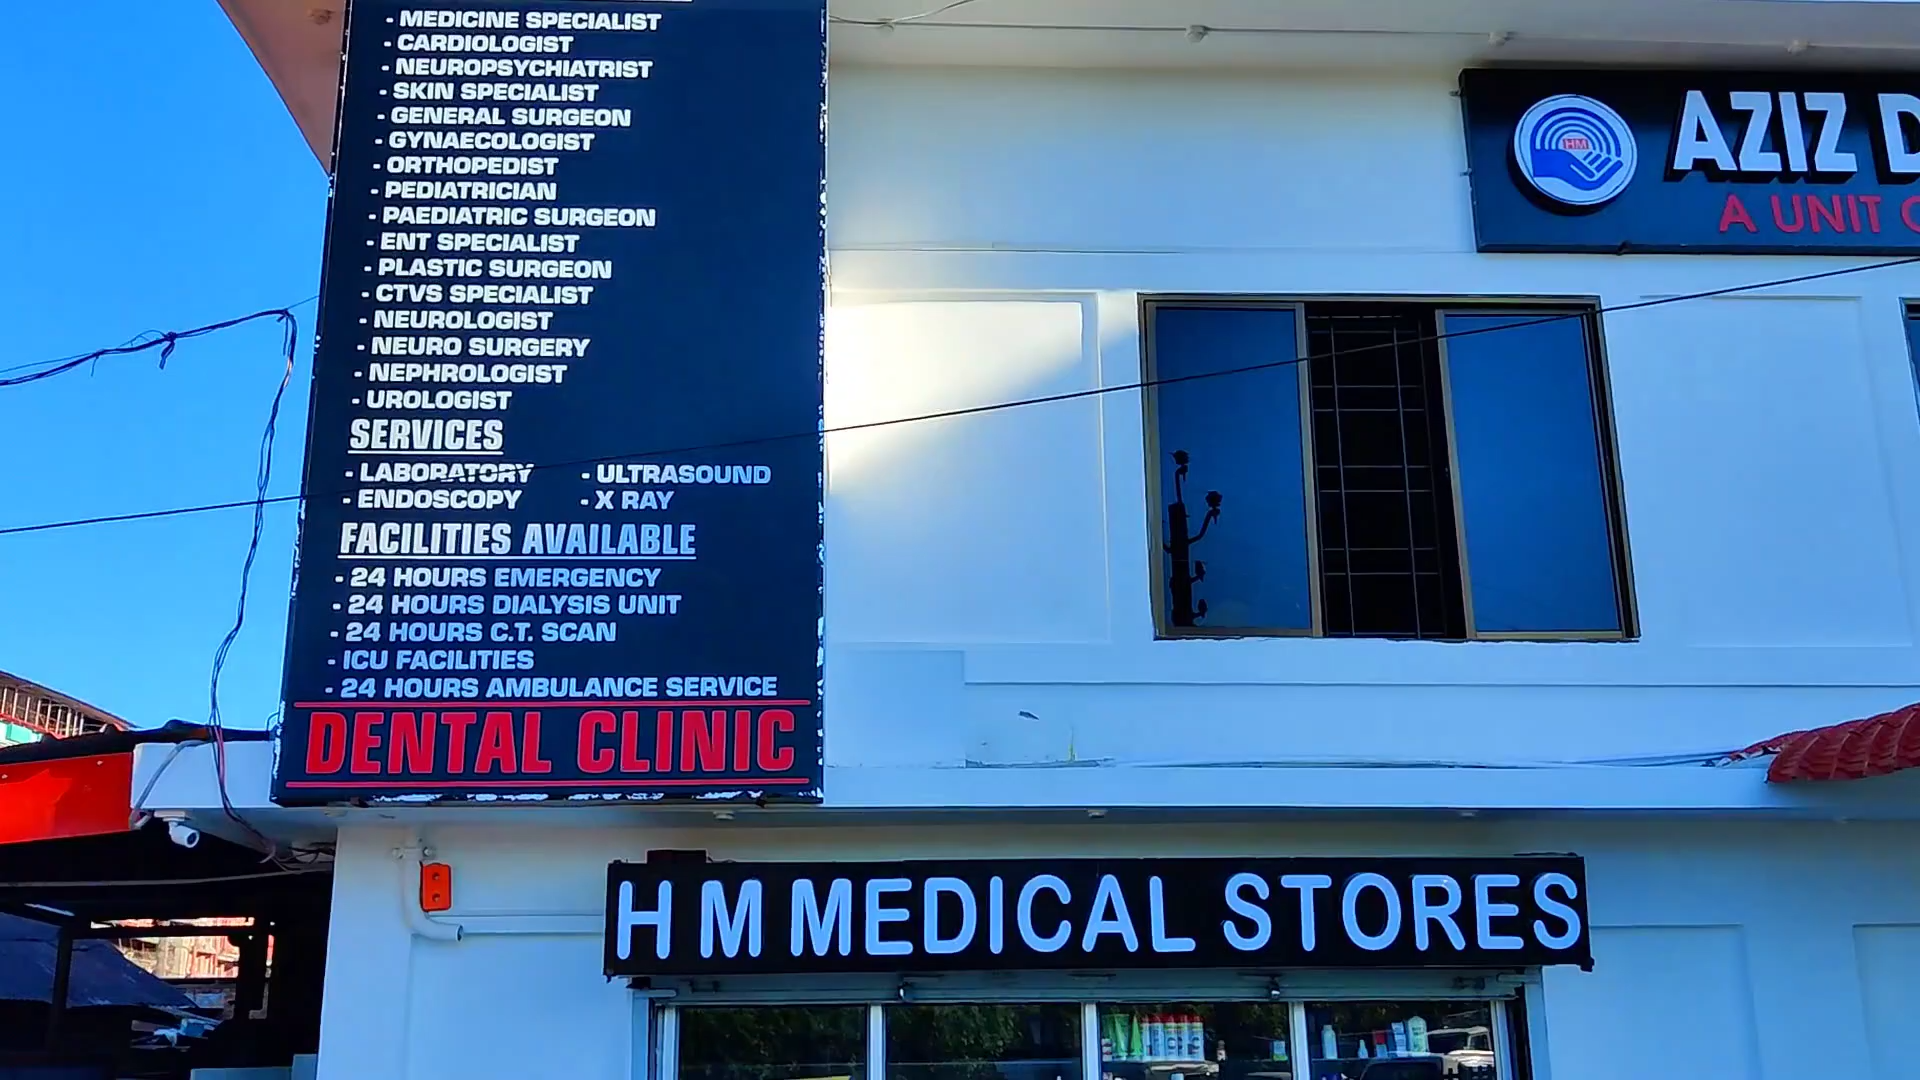 - MEDICINE SPECIALIST
- CARDIOLOGIST
- NEUROPSYCHIATRIST
- SKIN SPECIALIST
- GENERAL SURGEON
- GYNAECOLOGIST
- ORTHOPEDIST
- PEDIATRICIAN
- PAEDIATRIC SURGEON
- ENT SPECIALIST
- PLASTIC SURGEON
- CTVS SPECIALIST
- NEUROLOGIST
- NEURO SURGERY
- NEPHROLOGIST
- UROLOGIST
SERVICES
- LABORATORY - ULTRASOUND
- ENDOSCOPY - X RAY
FACILITIES AVAILABLE
- 24 HOURS EMERGENCY
- 24 HOURS DIALYSIS UNIT
- 24 HOURS C.T. SCAN
- ICU FACILITIES
- 24 HOURS AMBULANCE SERVICE
DENTAL CLINIC
HM
AZIZ D
A UNIT
H M MEDICAL STORES